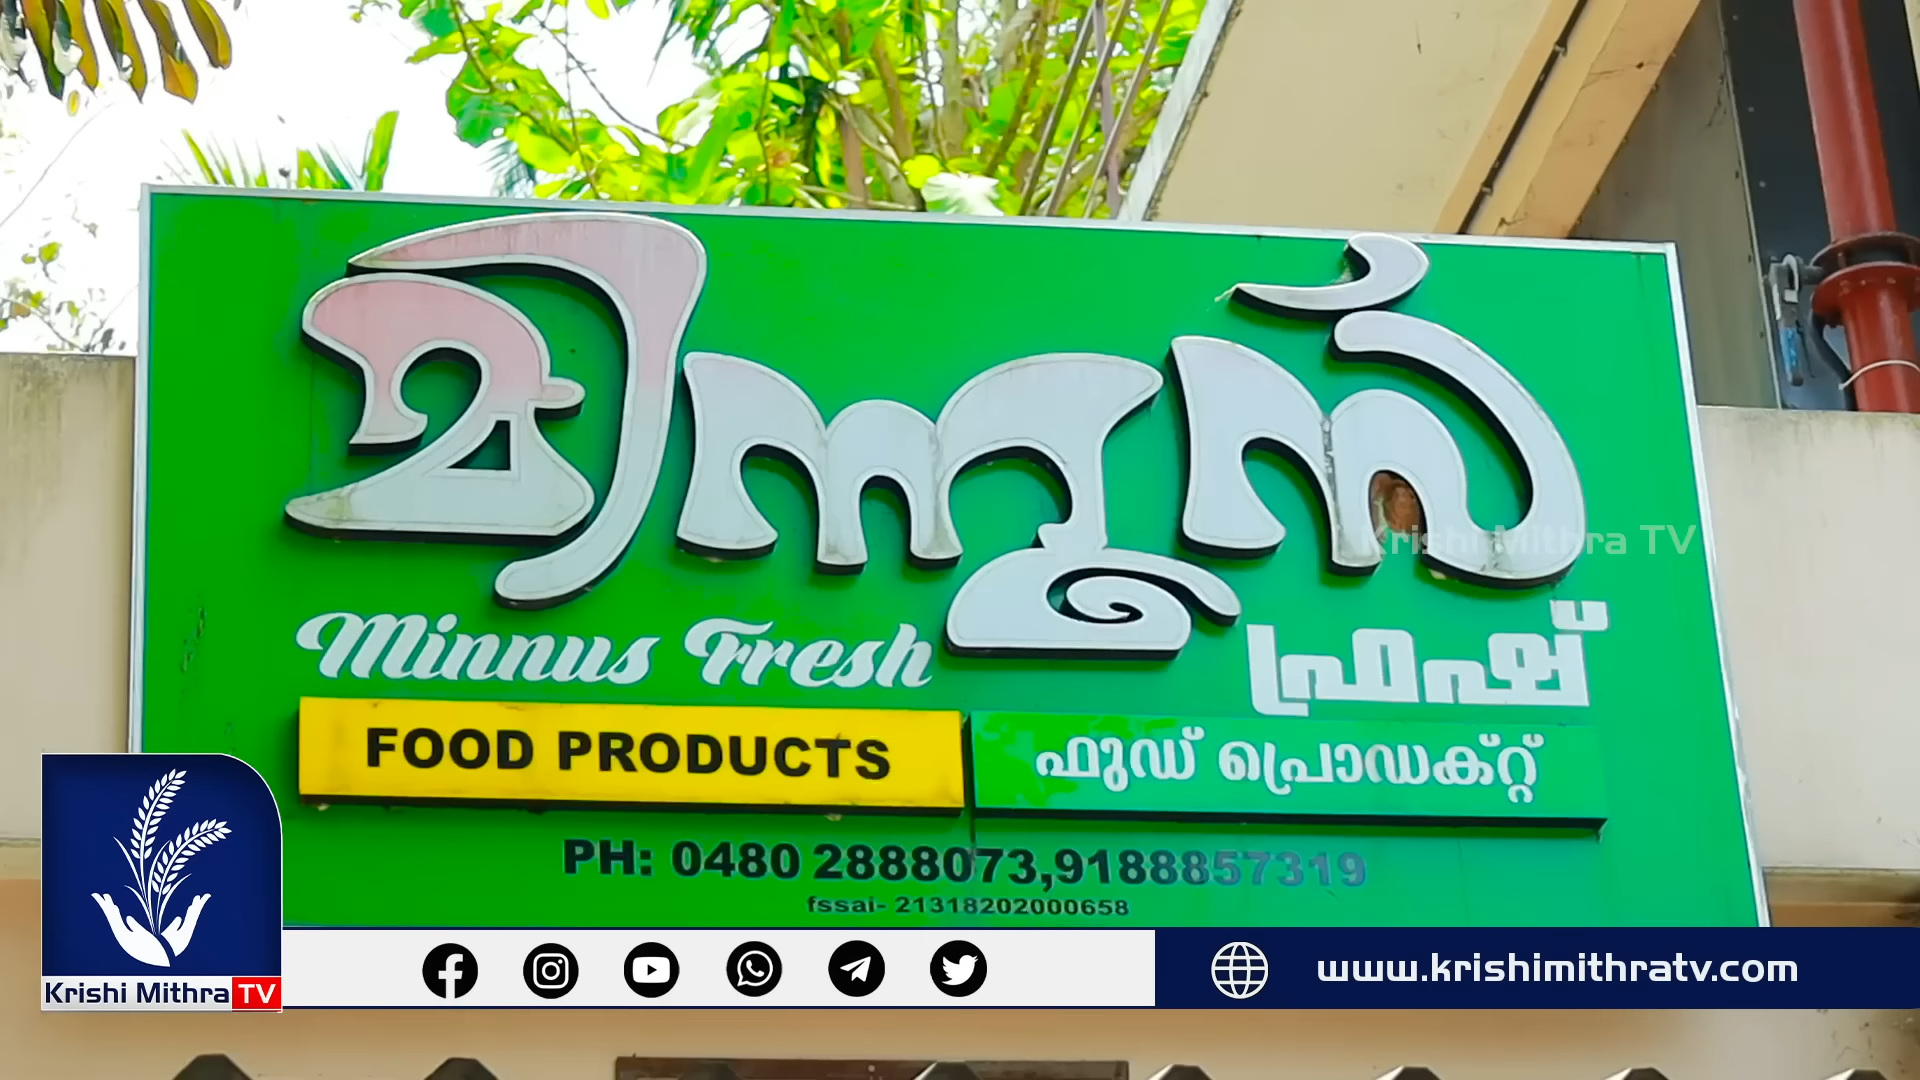 മിന്നൂസ്
Minnus Fresh ഫ്രഷ്
FOOD PRODUCTS ഫുഡ് പ്രൊഡക്റ്റ്
PH: 0480 2888073,9188857319
fssai- 21318202000658
Krishi Mithra TV
Krishi Mithra TV
www.krishimithratv.com